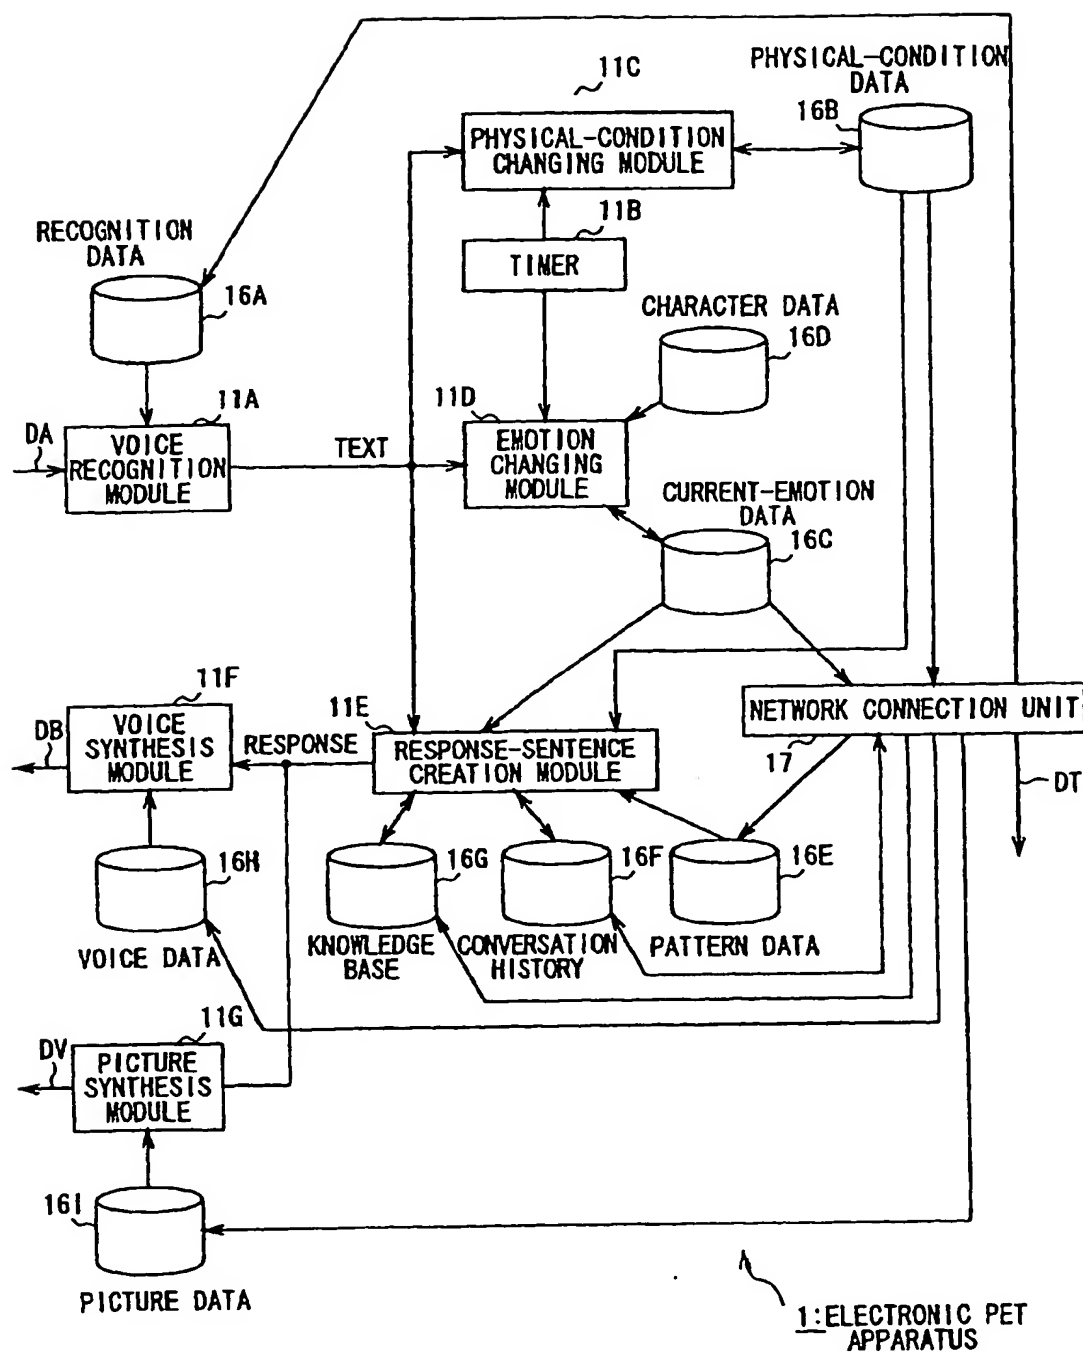 PHYSICAL-CONDITION
DATA
11C
16B
PHYSICAL-CONDITION
CHANGING MODULE
11B
RECOGNITION
DATA
TIMER
16A
CHARACTER DATA
16D
11A
11D
DA
VOICE
RECOGNITION
MODULE
TEXT
EMOTION
CHANGING
MODULE
CURRENT-EMOTION
DATA
16C
11F
11E
VOICE
SYNTHESIS
MODULE
DB
RESPONSE
RESPONSE-SENTENCE
CREATION MODULE
NETWORK CONNECTION UNIT
17
DT
16H
16G
16F
16E
VOICE DATA
KNOWLEDGE
BASE
CONVERSATION
HISTORY
PATTERN DATA
11G
DV
PICTURE
SYNTHESIS
MODULE
16I
PICTURE DATA
1:ELECTRONIC PET
APPARATUS